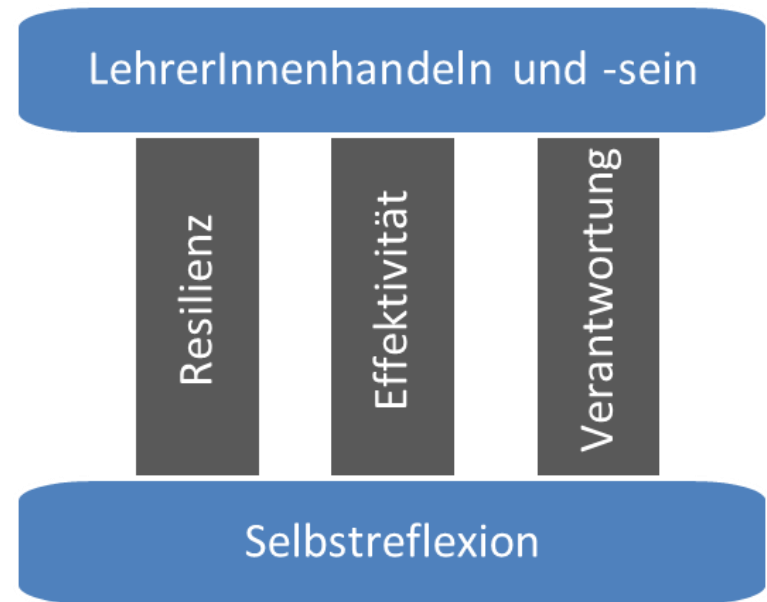 LehrerInnenhandeln und -sein
Resilienz
Effektivität
Verantwortung
Selbstreflexion